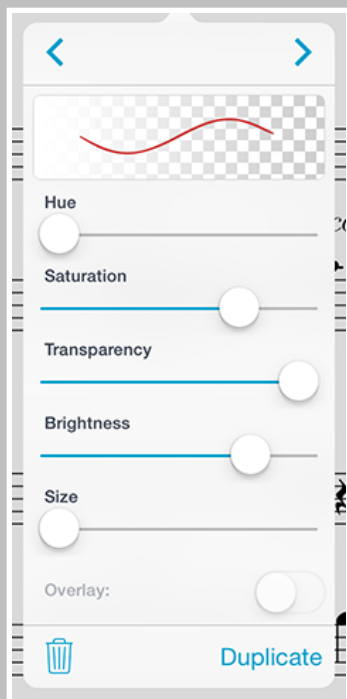 Hue
Saturation
Transparency
Brightness
Size
Overlay:
Duplicate